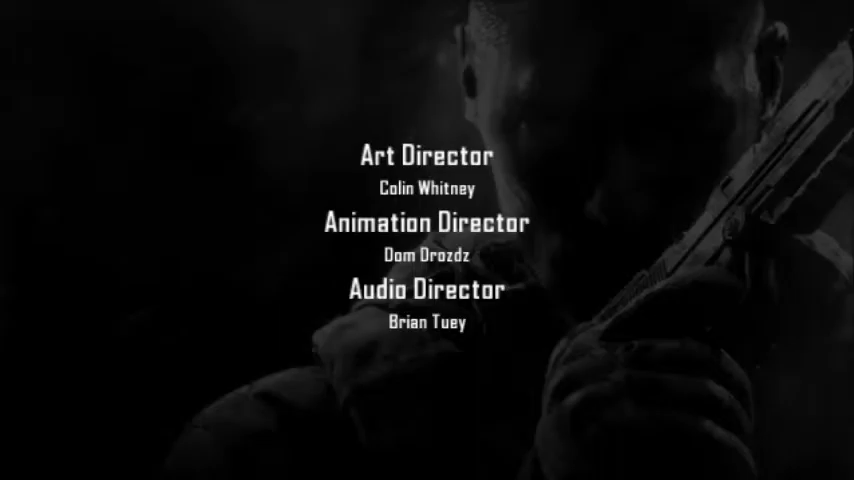 Art Director
Colin Whitney
Animation Director
Dom Drozdz
Audio Director
Brian Tuey